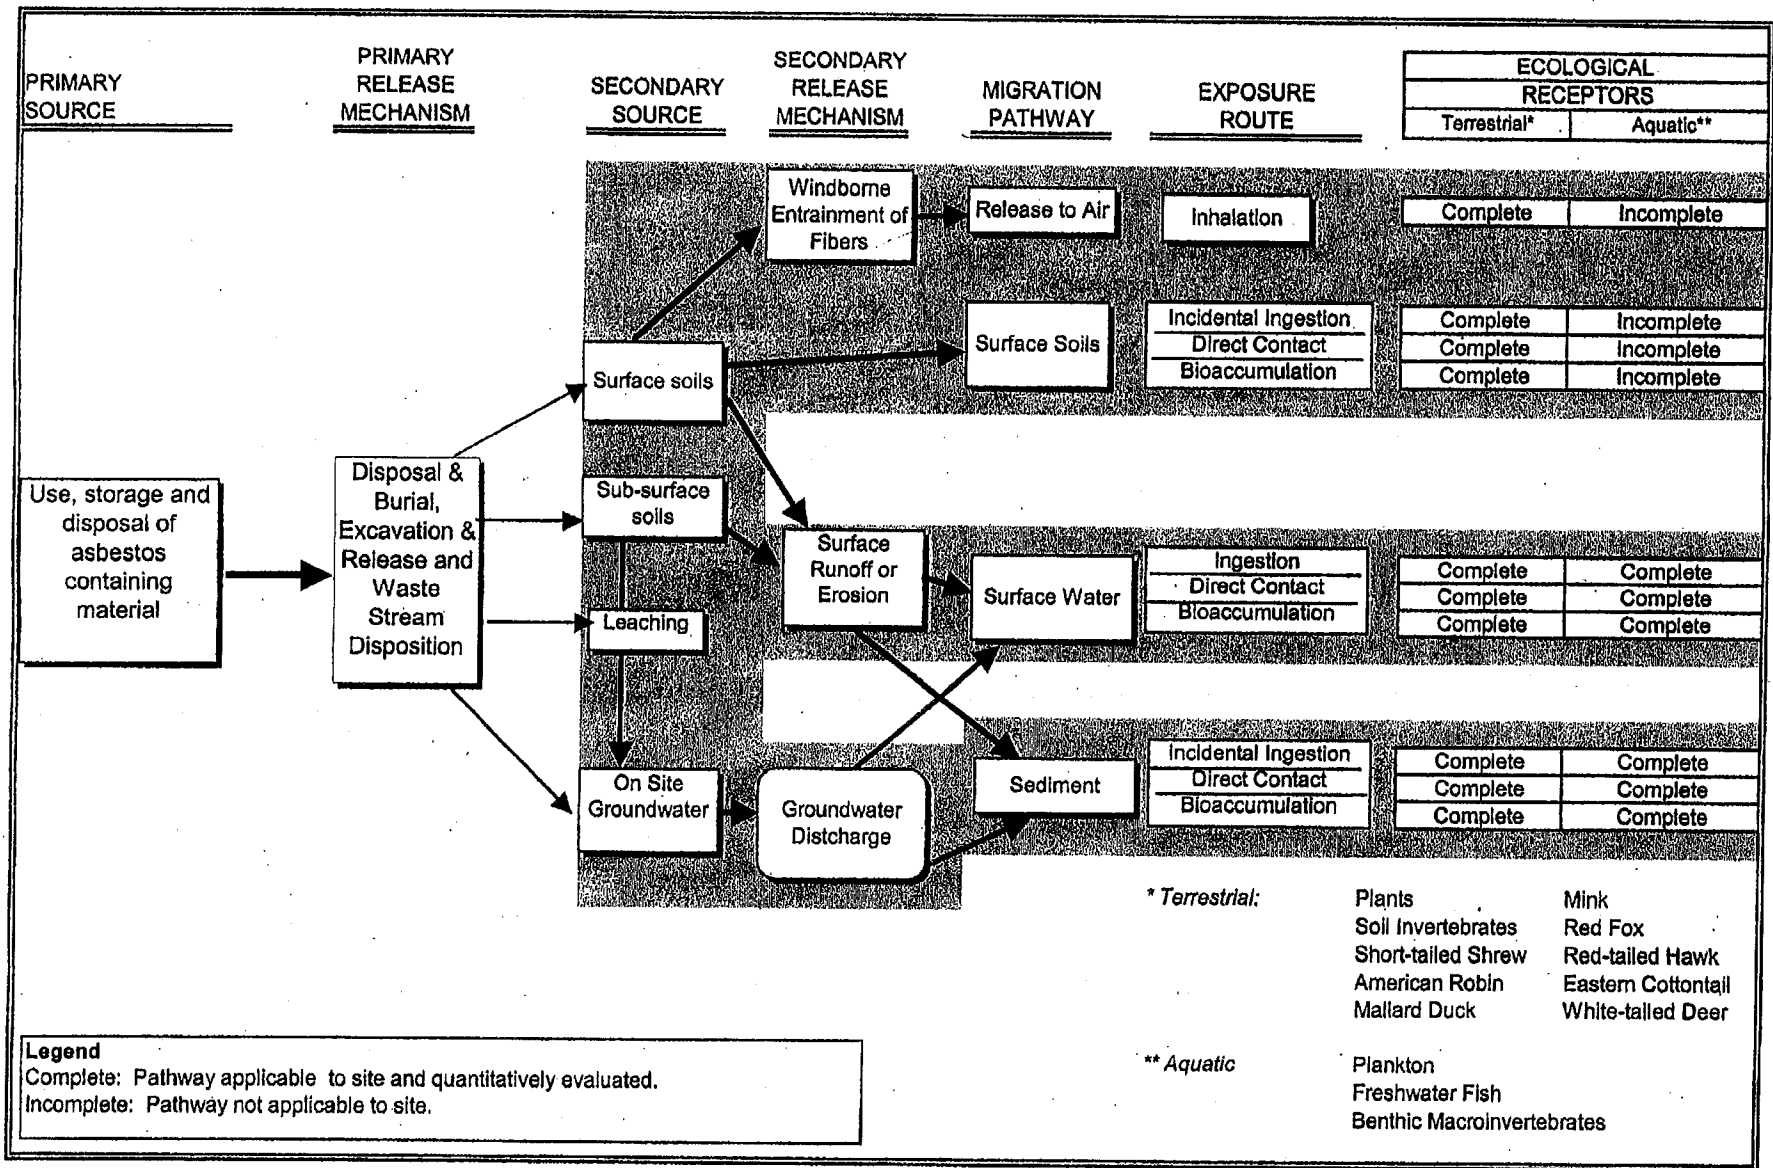 PRIMARY
SOURCE
PRIMARY
RELEASE
MECHANISM
SECONDARY
SOURCE
SECONDARY
RELEASE
MECHANISM
MIGRATION
PATHWAY
EXPOSURE
ROUTE
ECOLOGICAL
RECEPTORS
Terrestrial* Aquatic**
Windborne
Entrainment of
Fibers
Release to Air
Inhalation
Complete Incomplete
Surface soils
Surface Soils
Incidental Ingestion
Direct Contact
Bioaccumulation
Complete Incomplete
Complete Incomplete
Complete Incomplete
Use, storage and
disposal of
asbestos
containing
material
Disposal &
Burial,
Excavation &
Release and
Waste
Stream
Disposition
Sub-surface
soils
Leaching
Surface
Runoff or
Erosion
Surface Water
Ingestion
Direct Contact
Bioaccumulation
Complete Complete
Complete Complete
Complete Complete
On Site
Groundwater
Groundwater
Distcharge
Sediment
Incidental Ingestion
Direct Contact
Bioaccumulation
Complete Complete
Complete Complete
Complete Complete
* Terrestrial:
Plants Mink
Soil Invertebrates Red Fox
Short-tailed Shrew Red-tailed Hawk
American Robin Eastern Cottontail
Mallard Duck White-tailed Deer
** Aquatic
Plankton
Freshwater Fish
Benthic Macroinvertebrates
Legend
Complete: Pathway applicable to site and quantitatively evaluated.
Incomplete: Pathway not applicable to site.